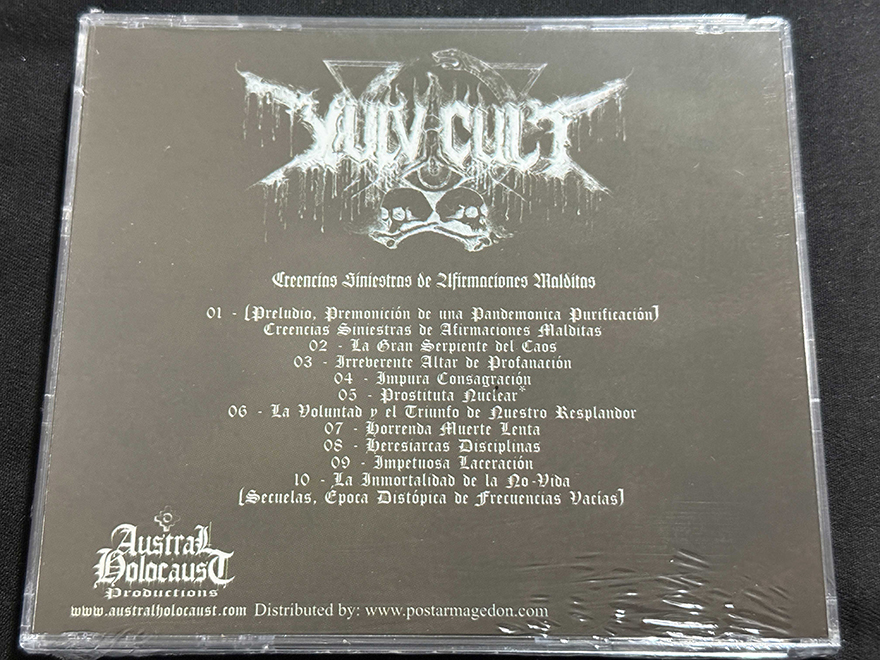 CULT
Creencias Siniestras de Afirmaciones Malditas
01 - [Preludio, Premonición de una Pandemonica Purificación]
Creencias Siniestras de Afirmaciones Malditas
02 - La Gran Serpiente del Caos
03 - Irreverente Altar de Profanación
04 - Impura Consagración
05 - Prostituta Nuclear*
06 - La Voluntad y el Triunfo de Nuestro Resplandor
07 - Horrenda Muerte Lenta
08 - Heresiarcas Disciplinas
09 - Impetuosa Laceración
10 - La Inmortalidad de la No-Vida
[Secuelas, Epoca Distópica de Frecuencias Vacías]
Austral
Holocaust
Productions
www.australholocaust.com Distributed by: www.postarmagedon.com